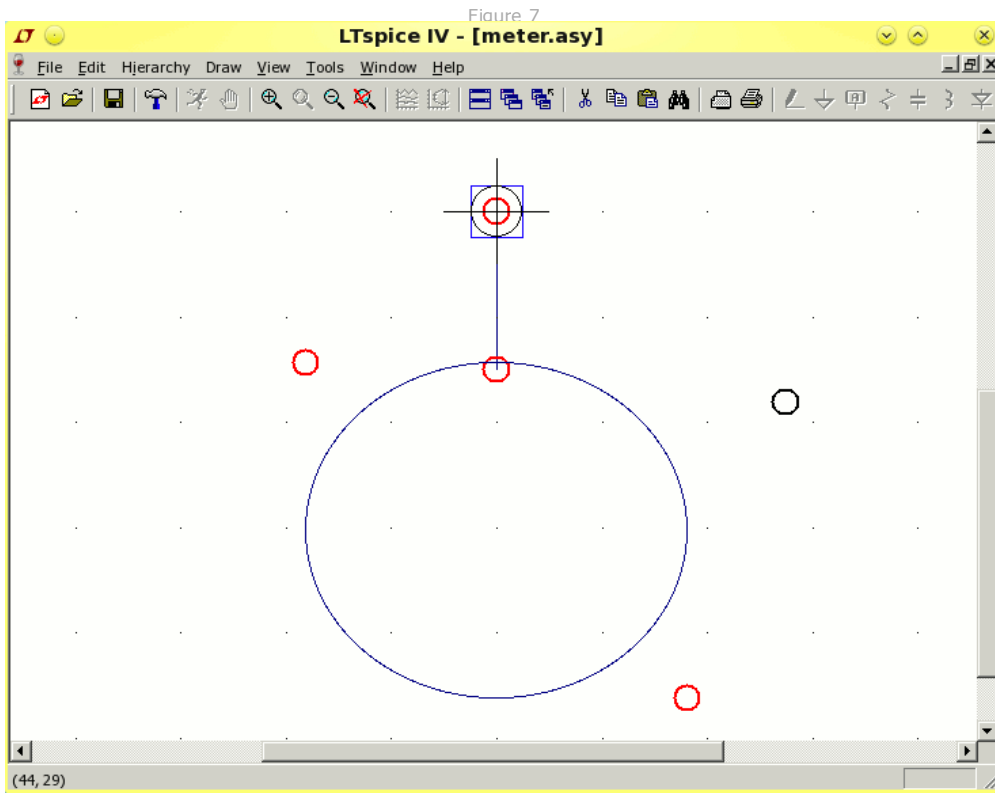 Figure 7
LTspice IV - [meter.asy]
File Edit Hierarchy Draw View Tools Window Help
(44, 29)